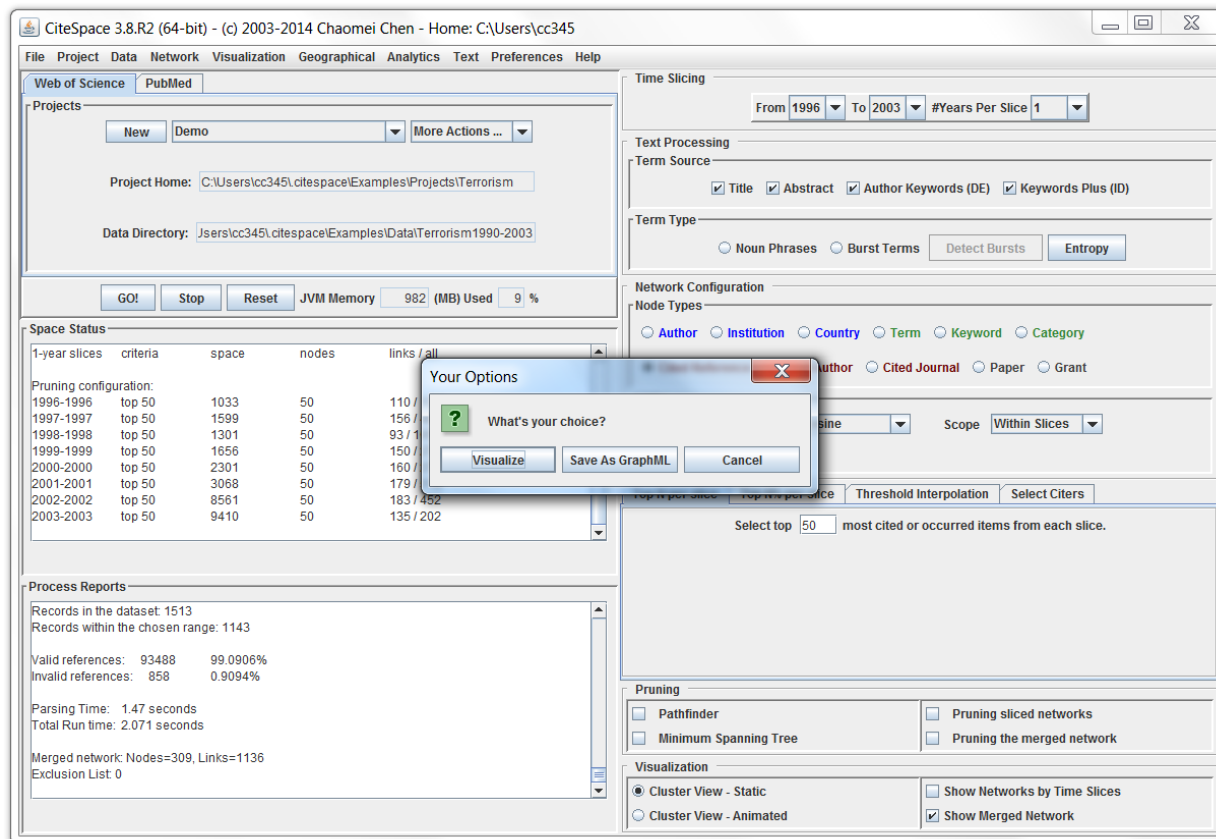 CiteSpace 3.8.R2 (64-bit) - (c) 2003-2014 Chaomei Chen - Home: C:\Users\cc345
File Project Data Network Visualization Geographical Analytics Text Preferences Help
Web of Science PubMed
Projects
New Demo More Actions ...
Project Home: C:\Users\cc345\.citespace\Examples\Projects\Terrorism
Data Directory: Jsers\cc345\.citespace\Examples\Data\Terrorism1990-2003
GO! Stop Reset JVM Memory 982 (MB) Used 9 %
Space Status
1-year slices criteria space nodes links / all
Pruning configuration:
1996-1996 top 50 1033 50 110 /
1997-1997 top 50 1599 50 156 /
1998-1998 top 50 1301 50 93 / 1
1999-1999 top 50 1656 50 150 /
2000-2000 top 50 2301 50 160 /
2001-2001 top 50 3068 50 179 /
2002-2002 top 50 8561 50 183 / 452
2003-2003 top 50 9410 50 135 / 202
Process Reports
Records in the dataset: 1513
Records within the chosen range: 1143
Valid references: 93488 99.0906%
Invalid references: 858 0.9094%
Parsing Time: 1.47 seconds
Total Run time: 2.071 seconds
Merged network: Nodes=309, Links=1136
Exclusion List: 0
Time Slicing
From 1996 To 2003 #Years Per Slice 1
Text Processing
Term Source
Title Abstract Author Keywords (DE) Keywords Plus (ID)
Term Type
Noun Phrases Burst Terms Detect Bursts Entropy
Network Configuration
Node Types
Author Institution Country Term Keyword Category
Author Cited Journal Paper Grant
Your Options
What's your choice?
Visualize Save As GraphML Cancel
sine Scope Within Slices
Top N per slice Top N% per slice Threshold Interpolation Select Citers
Select top 50 most cited or occurred items from each slice.
Pruning
Pathfinder Pruning sliced networks
Minimum Spanning Tree Pruning the merged network
Visualization
Cluster View - Static Show Networks by Time Slices
Cluster View - Animated Show Merged Network